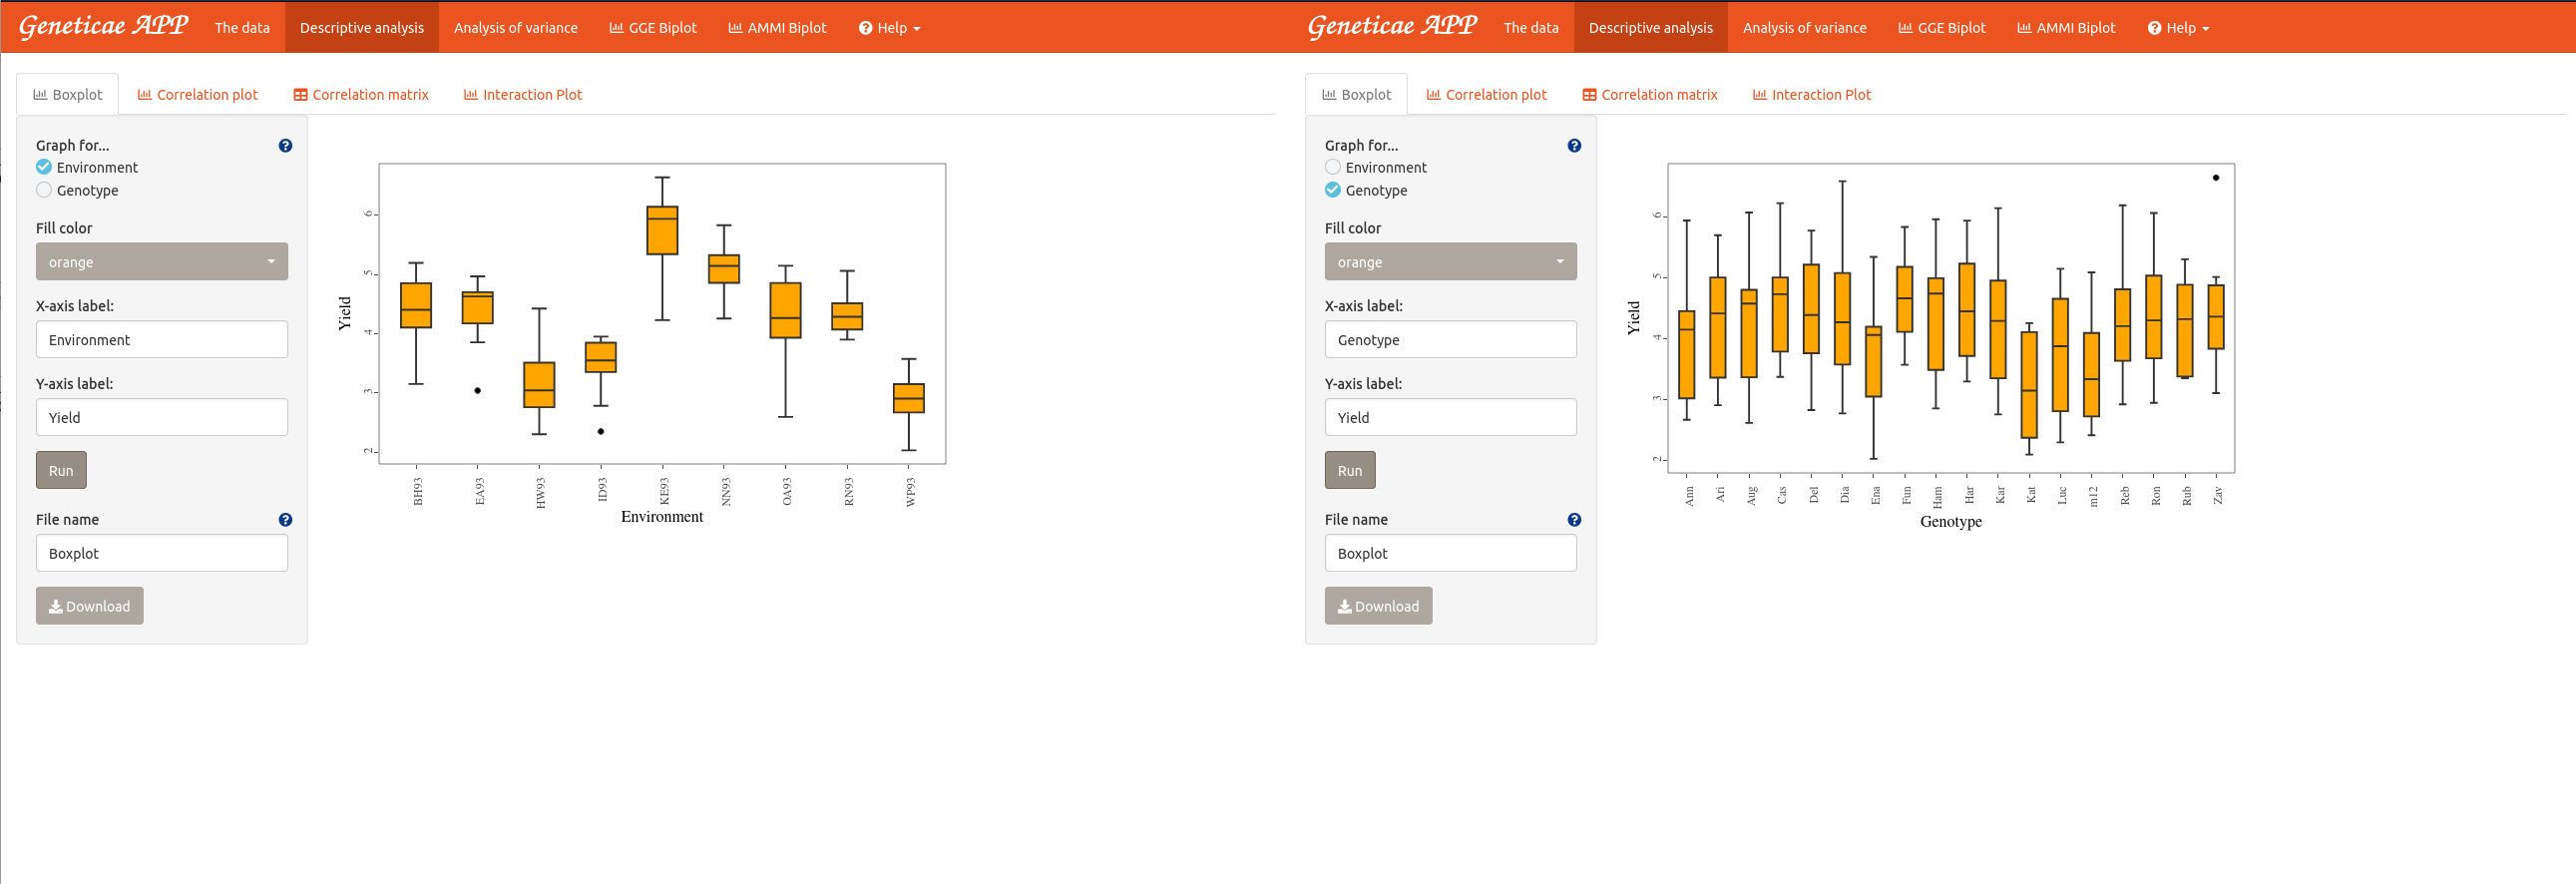 Geneticae APP The data Descriptive analysis Analysis of variance GGE Biplot AMMI Biplot Help
Boxplot Correlation plot Correlation matrix Interaction Plot
Graph for...
Environment
Genotype
Fill color
orange
X-axis label:
Environment
Y-axis label:
Yield
Run
File name
Boxplot
Download
Yield
6
5
4
3
2
BH93 EA93 HW93 ID93 KE93 NN93 OA93 RN93 WP93
Environment
Geneticae APP The data Descriptive analysis Analysis of variance GGE Biplot AMMI Biplot Help
Boxplot Correlation plot Correlation matrix Interaction Plot
Graph for...
Environment
Genotype
Fill color
orange
X-axis label:
Genotype
Y-axis label:
Yield
Run
File name
Boxplot
Download
Yield
6
5
4
3
2
Ann Ari Aug Cas Del Dia Ena Fun Ham Har Kar Kat Luc m12 Reb Ron Rub Zav
Genotype